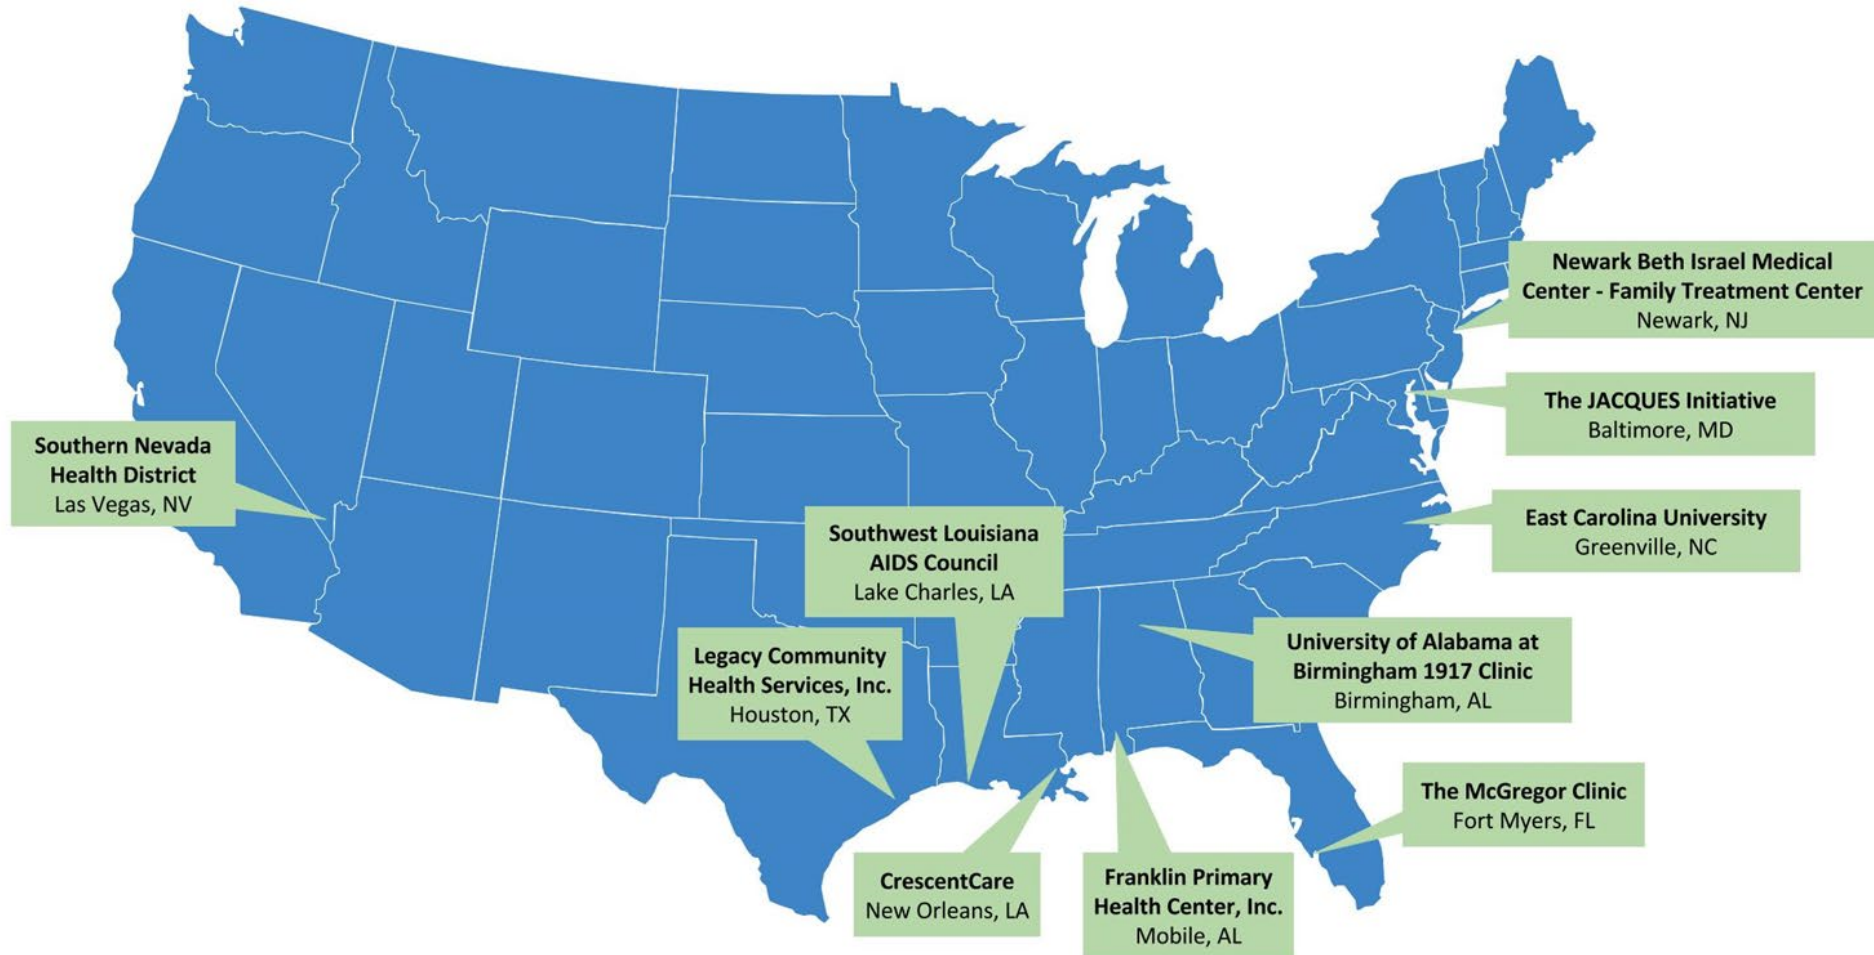 Newark Beth Israel Medical
Center - Family Treatment Center
Newark, NJ
The JACQUES Initiative
Baltimore, MD
Southern Nevada
Health District
Las Vegas, NV
East Carolina University
Greenville, NC
Southwest Louisiana
AIDS Council
Lake Charles, LA
Legacy Community
Health Services, Inc.
Houston, TX
University of Alabama at
Birmingham 1917 Clinic
Birmingham, AL
The McGregor Clinic
Fort Myers, FL
CrescentCare
New Orleans, LA
Franklin Primary
Health Center, Inc.
Mobile, AL